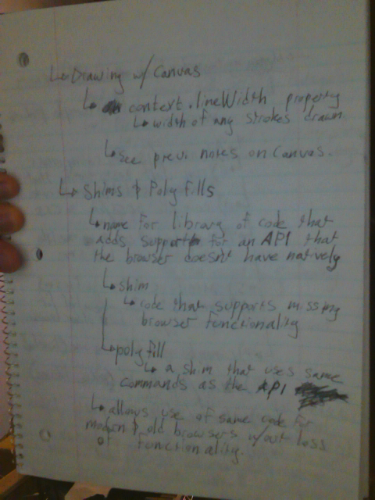 Drawing w/ Canvas
context.lineWidth property
width of any strokes drawn
see prev. notes on Canvas.
Shims & Polyfills
name for library of code that
adds support for an API that
the browser doesn't have natively
shim
code that supports missing
browser functionality
polyfill
a shim that uses same
commands as the API
allows use of same code for
modern & old browsers w/out loss
of functionality.